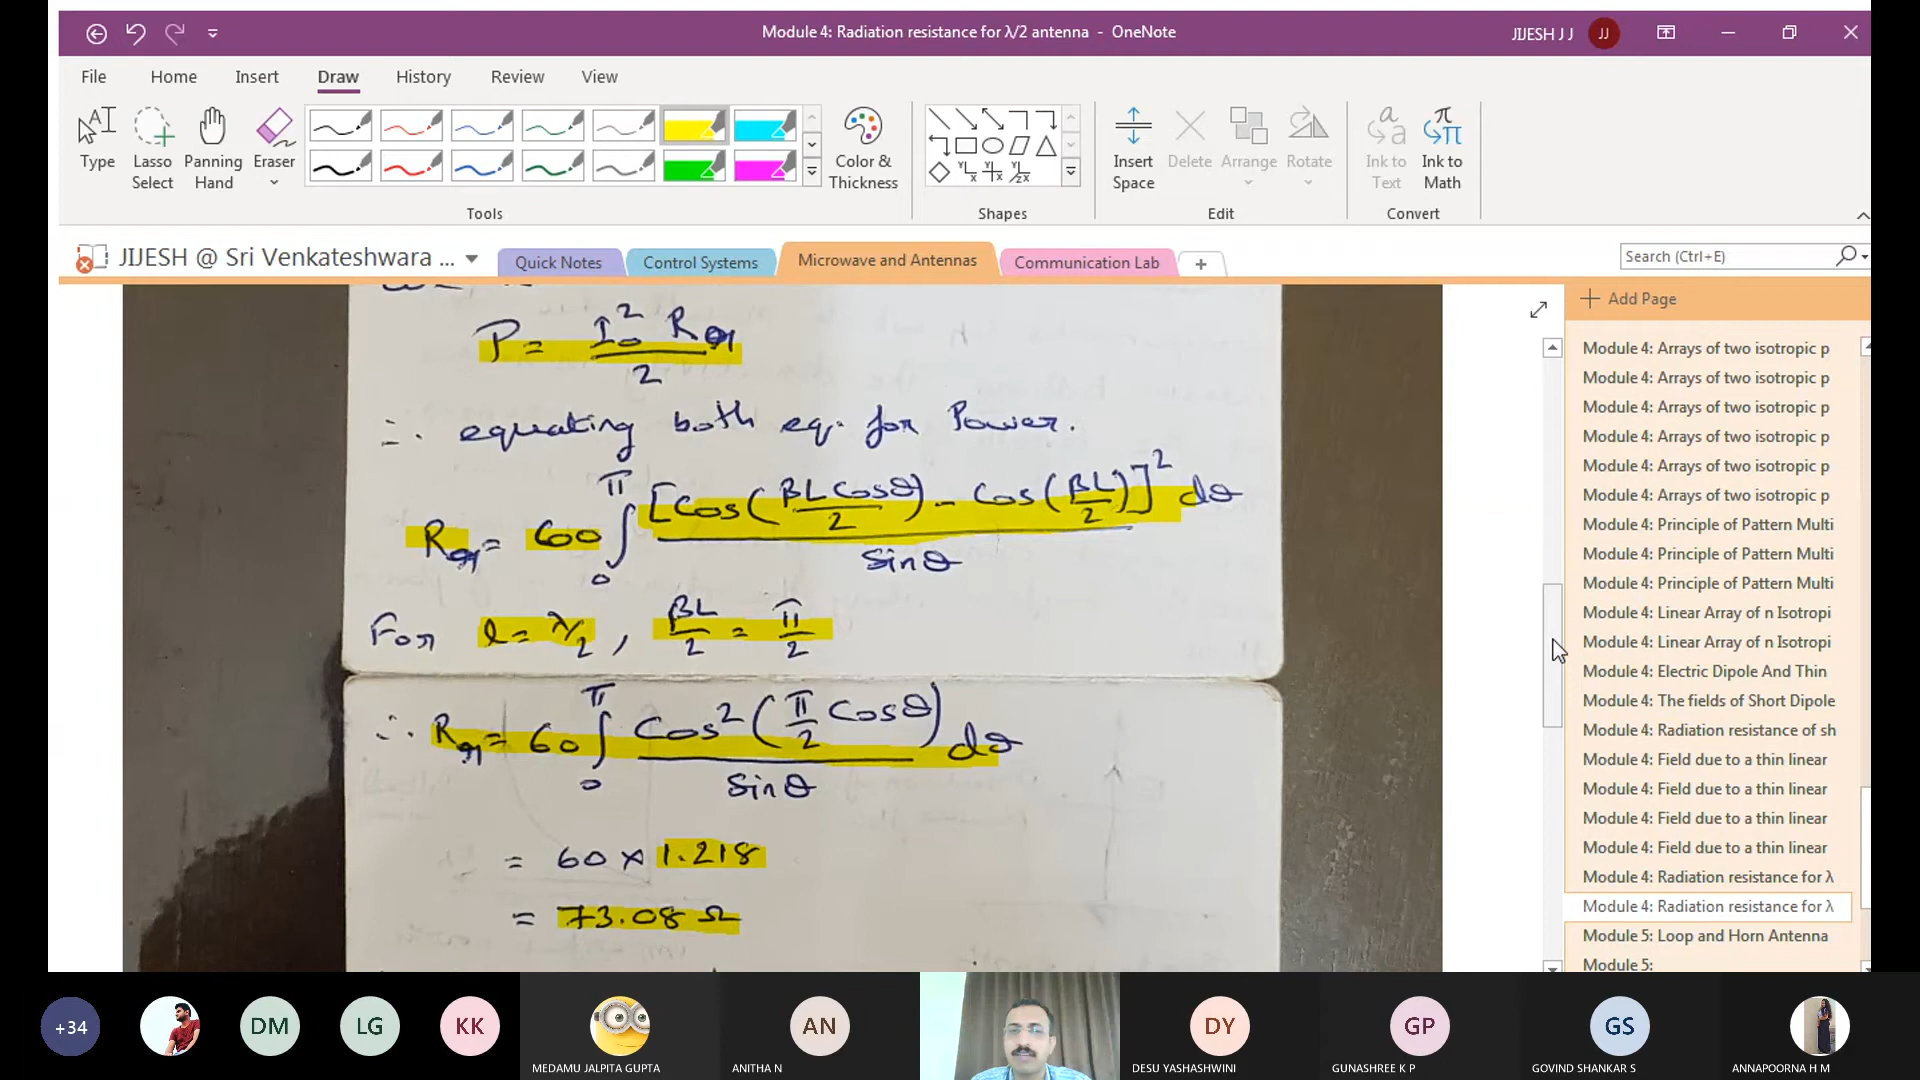 Module 4: Radiation resistance for λ/2 antenna - OneNote
JIJESH J J
JJ
File Home Insert Draw History Review View
Type
Lasso Select
Panning Hand
Eraser
Color & Thickness
Insert Space
Delete
Arrange
Rotate
Ink to Text
Ink to Math
Tools
Shapes
Edit
Convert
JIJESH @ Sri Venkateshwara ...
Quick Notes
Control Systems
Microwave and Antennas
Communication Lab
Search (Ctrl+E)
P = I₀² Rr / 2
∴ equating both eq. for Power.
Rr = 60 ∫₀^π [Cos(βL Cosθ / 2) - Cos(βL/2)]² / Sinθ dθ
For l = λ/2, βL/2 = π/2
∴ Rr = 60 ∫₀^π Cos²(π/2 Cosθ) / Sinθ dθ
= 60 × 1.218
= 73.08 Ω
Add Page
Module 4: Arrays of two isotropic p
Module 4: Arrays of two isotropic p
Module 4: Arrays of two isotropic p
Module 4: Arrays of two isotropic p
Module 4: Arrays of two isotropic p
Module 4: Arrays of two isotropic p
Module 4: Principle of Pattern Multi
Module 4: Principle of Pattern Multi
Module 4: Principle of Pattern Multi
Module 4: Linear Array of n Isotropi
Module 4: Linear Array of n Isotropi
Module 4: Electric Dipole And Thin
Module 4: The fields of Short Dipole
Module 4: Radiation resistance of sh
Module 4: Field due to a thin linear
Module 4: Field due to a thin linear
Module 4: Field due to a thin linear
Module 4: Field due to a thin linear
Module 4: Radiation resistance for λ
Module 4: Radiation resistance for λ
Module 5: Loop and Horn Antenna
Module 5:
+34
DM
LG
KK
MEDAMU JALPITA GUPTA
AN
ANITHA N
DY
DESU YASHASHWINI
GP
GUNASHREE K P
GS
GOVIND SHANKAR S
ANNAPOORNA H M